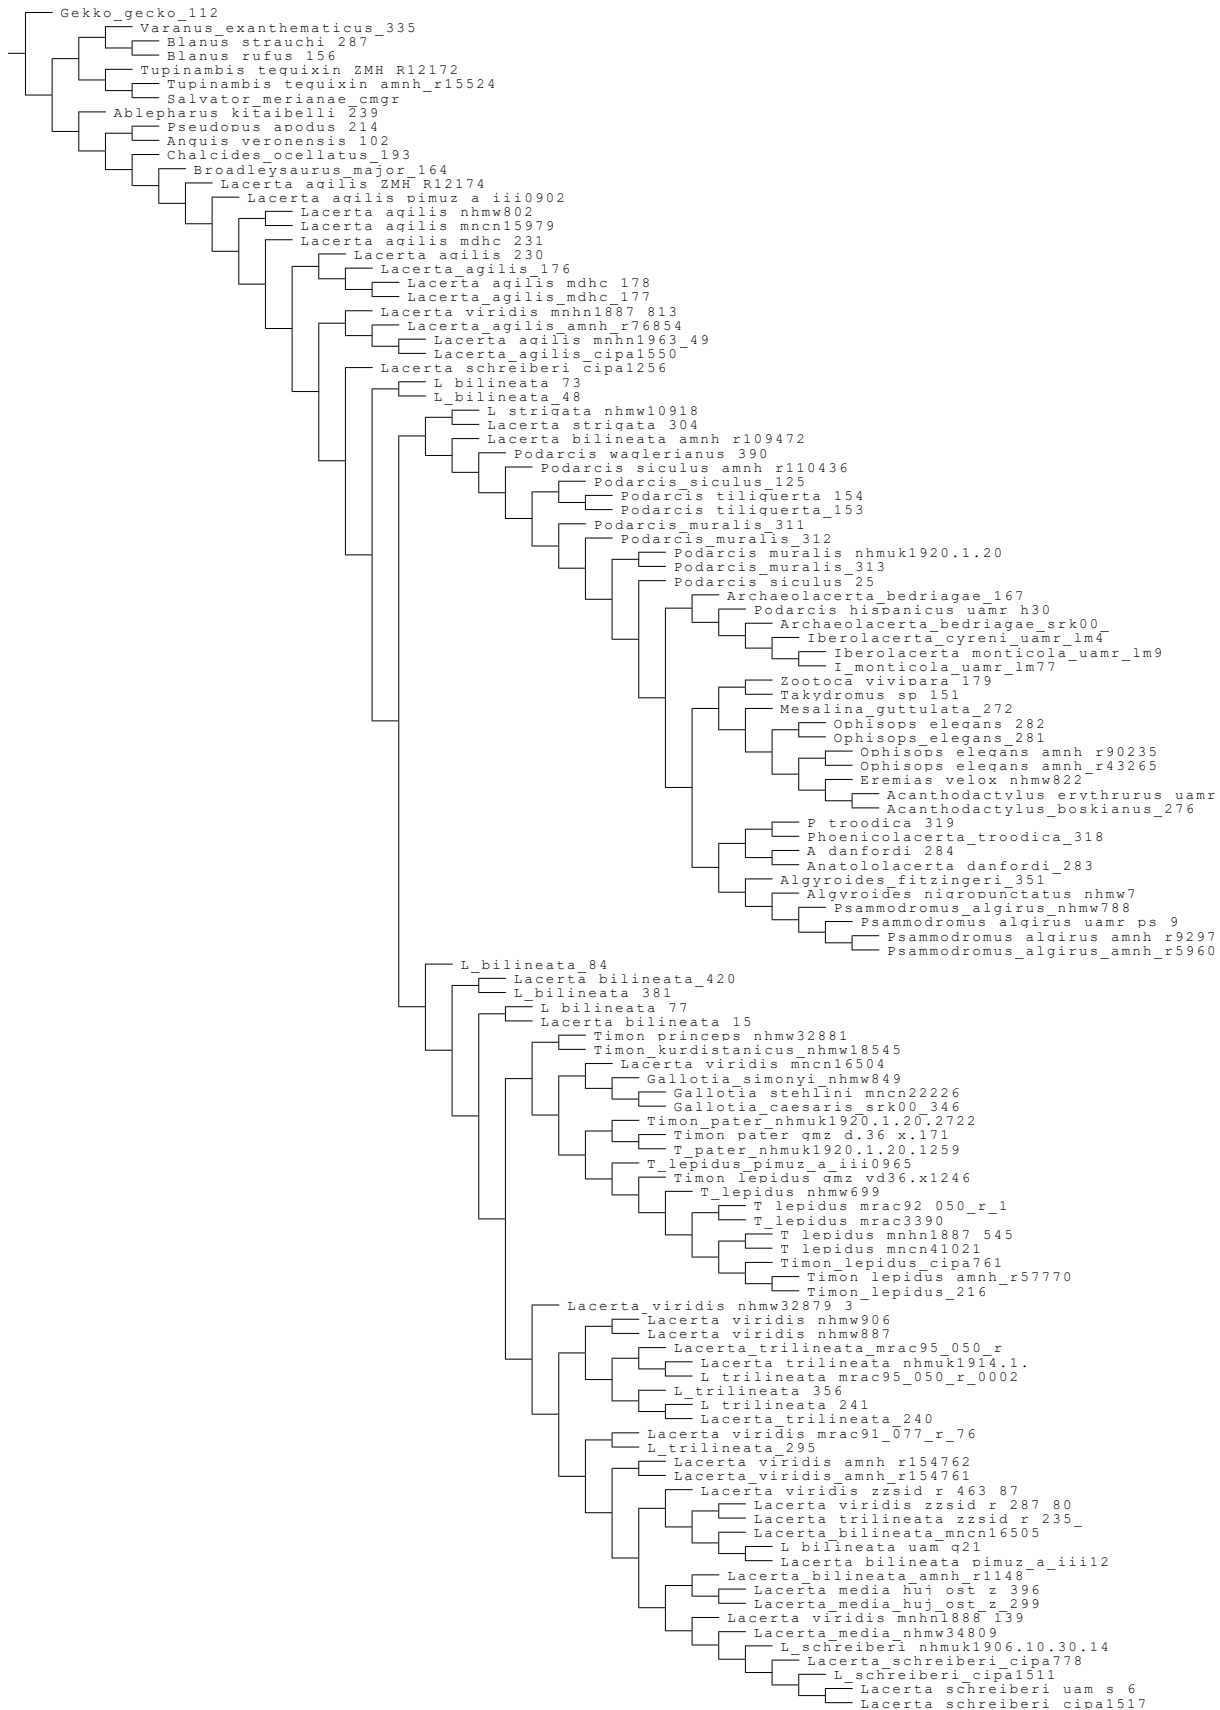 Gekko_gecko_112
Varanus_exanthematicus_335
Blanus_strauchi_287
Blanus_rufus_156
Tupinambis_teguixin_ZMH_R12172
Tupinambis_teguixin_amnh_r15524
Salvator_merianae_cmgr
Ablepharus_kitaibelli_239
Pseudopus_apodus_214
Anguis_veronensis_102
Chalcides_ocellatus_193
Broadleysaurus_major_164
Lacerta_agilis_ZMH_R12174
Lacerta_agilis_pimuz_a_iii0902
Lacerta_agilis_nhmw802
Lacerta_agilis_mncn15979
Lacerta_agilis_mdhc_231
Lacerta_agilis_230
Lacerta_agilis_176
Lacerta_agilis_mdhc_178
Lacerta_agilis_mdhc_177
Lacerta_viridis_mnhn1887_813
Lacerta_agilis_amnh_r76854
Lacerta_agilis_mnhn1963_49
Lacerta_agilis_cipa1550
Lacerta_schreiberi_cipa1256
L_bilineata_73
L_bilineata_48
L_strigata_nhmw10918
Lacerta_strigata_304
Lacerta_bilineata_amnh_r109472
Podarcis_waglerianus_390
Podarcis_siculus_amnh_r110436
Podarcis_siculus_125
Podarcis_tiliguerta_154
Podarcis_tiliguerta_153
Podarcis_muralis_311
Podarcis_muralis_312
Podarcis_muralis_nhmuk1920.1.20
Podarcis_muralis_313
Podarcis_siculus_25
Archaeolacerta_bedriagae_167
Podarcis_hispanicus_uamr_h30
Archaeolacerta_bedriagae_srk00_
Iberolacerta_cyreni_uamr_lm4
Iberolacerta_monticola_uamr_lm9
I_monticola_uamr_lm77
Zootoca_vivipara_179
Takydromus_sp_151
Mesalina_guttulata_272
Ophisops_elegans_282
Ophisops_elegans_281
Ophisops_elegans_amnh_r90235
Ophisops_elegans_amnh_r43265
Eremias_velox_nhmw822
Acanthodactylus_erythrurus_uamr
Acanthodactylus_boskianus_276
P_troodica_319
Phoenicolacerta_troodica_318
A_danfordi_284
Anatololacerta_danfordi_283
Algyroides_fitzingeri_351
Algyroides_nigropunctatus_nhmw7
Psammodromus_algirus_nhmw788
Psammodromus_algirus_uamr_ps_9
Psammodromus_algirus_amnh_r9297
Psammodromus_algirus_amnh_r5960
L_bilineata_84
Lacerta_bilineata_420
L_bilineata_381
L_bilineata_77
Lacerta_bilineata_15
Timon_princeps_nhmw32881
Timon_kurdistanicus_nhmw18545
Lacerta_viridis_mncn16504
Gallotia_simonyi_nhmw849
Gallotia_stehlini_mncn22226
Gallotia_caesaris_srk00_346
Timon_pater_nhmuk1920.1.20.2722
Timon_pater_gmz_d.36_x.171
T_pater_nhmuk1920.1.20.1259
T_lepidus_pimuz_a_iii0965
Timon_lepidus_gmz_vd36.x1246
T_lepidus_nhmw699
T_lepidus_mrac92_050_r_1
T_lepidus_mrac3390
T_lepidus_mnhn1887_545
T_lepidus_mncn41021
Timon_lepidus_cipa761
Timon_lepidus_amnh_r57770
Timon_lepidus_216
Lacerta_viridis_nhmw32879_3
Lacerta_viridis_nhmw906
Lacerta_viridis_nhmw887
Lacerta_trilineata_mrac95_050_r
Lacerta_trilineata_nhmuk1914.1.
L_trilineata_mrac95_050_r_0002
L_trilineata_356
L_trilineata_241
Lacerta_trilineata_240
Lacerta_viridis_mrac91_077_r_76
L_trilineata_295
Lacerta_viridis_amnh_r154762
Lacerta_viridis_amnh_r154761
Lacerta_viridis_zzsid_r_463_87
Lacerta_viridis_zzsid_r_287_80
Lacerta_trilineata_zzsid_r_235_
Lacerta_bilineata_mncn16505
L_bilineata_uam_g21
Lacerta_bilineata_pimuz_a_iii12
Lacerta_bilineata_amnh_r1148
Lacerta_media_huj_ost_z_396
Lacerta_media_huj_ost_z_299
Lacerta_viridis_mnhn1888_139
Lacerta_media_nhmw34809
L_schreiberi_nhmuk1906.10.30.14
Lacerta_schreiberi_cipa778
L_schreiberi_cipa1511
Lacerta_schreiberi_uam_s_6
Lacerta_schreiberi_cipa1517